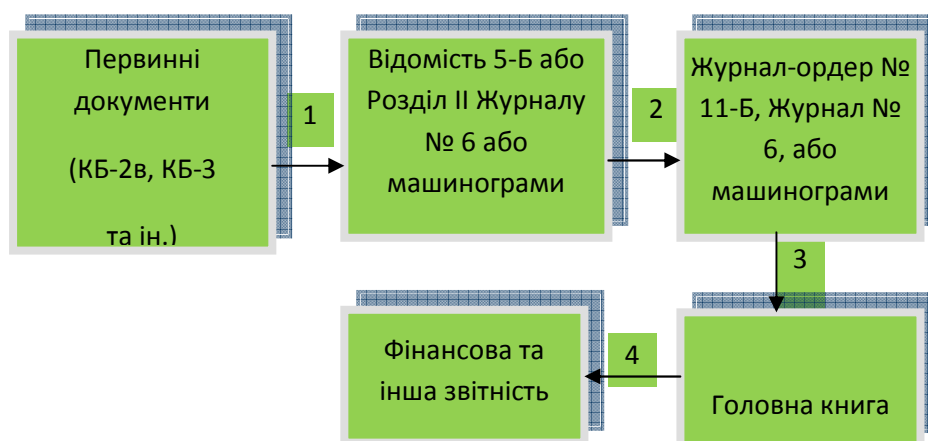 Первинні
документи
(КБ-2в, КБ-3
та ін.)
1
Відомість 5-Б або
Розділ ІІ Журналу
№ 6 або
машинограми
2
Журнал-ордер №
11-Б, Журнал №
6, або
машинограми
3
Головна книга
4
Фінансова та
інша звітність